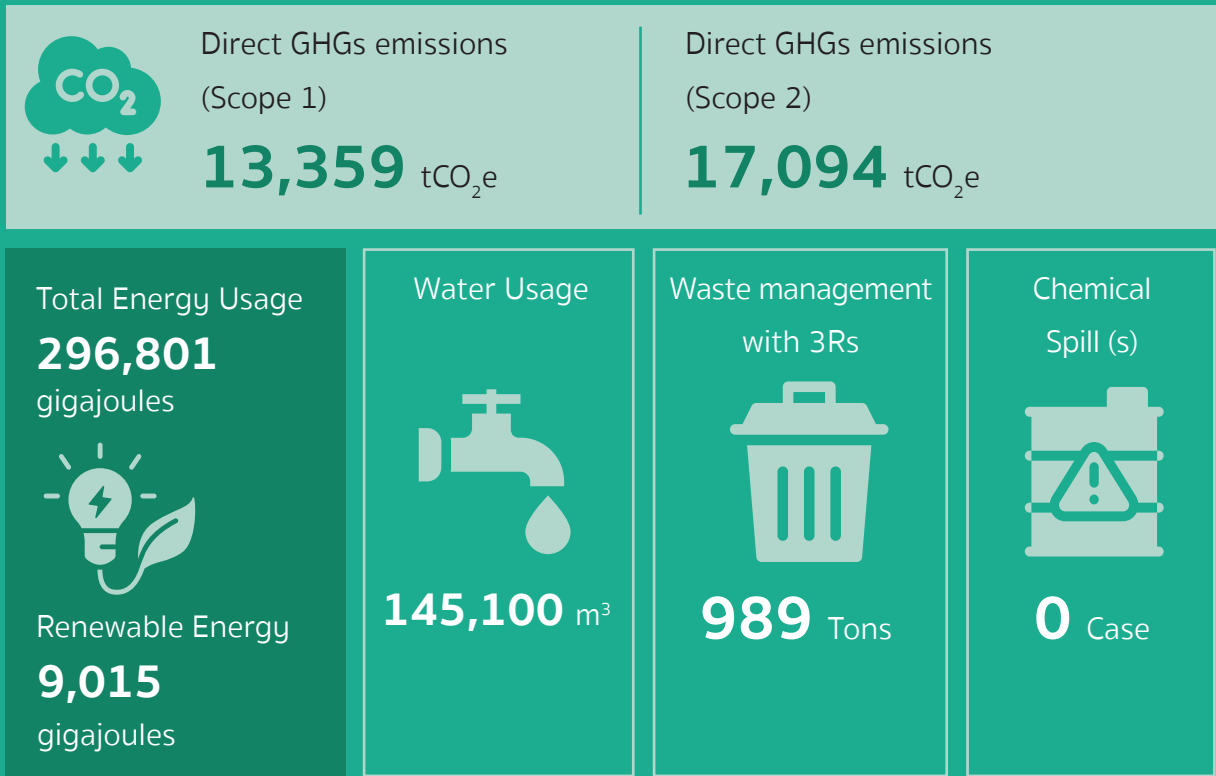 CO₂
Direct GHGs emissions
(Scope 1)
13,359 tCO₂e
Direct GHGs emissions
(Scope 2)
17,094 tCO₂e
Total Energy Usage
296,801
gigajoules
Renewable Energy
9,015
gigajoules
Water Usage
145,100 m³
Waste management
with 3Rs
989 Tons
Chemical
Spill (s)
0 Case